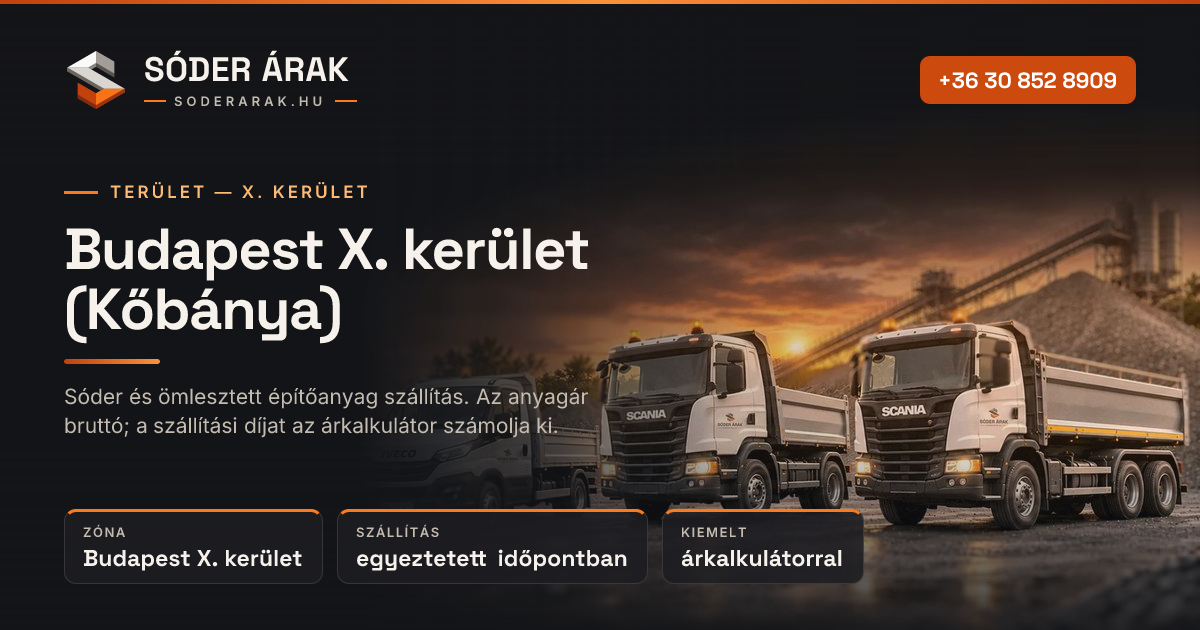 SÓDER ÁRAK
SODERARAK.HU
+36 30 852 8909
TERÜLET — X. KERÜLET
Budapest X. kerület
(Kőbánya)
Sóder és ömlesztett építőanyag szállítás. Az anyagár
bruttó; a szállítási díjat az árkalkulátor számolja ki.
IVECO
SCANIA
SÓDER ÁRAK
SCANIA
SÓDER ÁRAK
ZÓNA
Budapest X. kerület
SZÁLLÍTÁS
egyeztetett időpontban
KIEMELT
árkalkulátorral